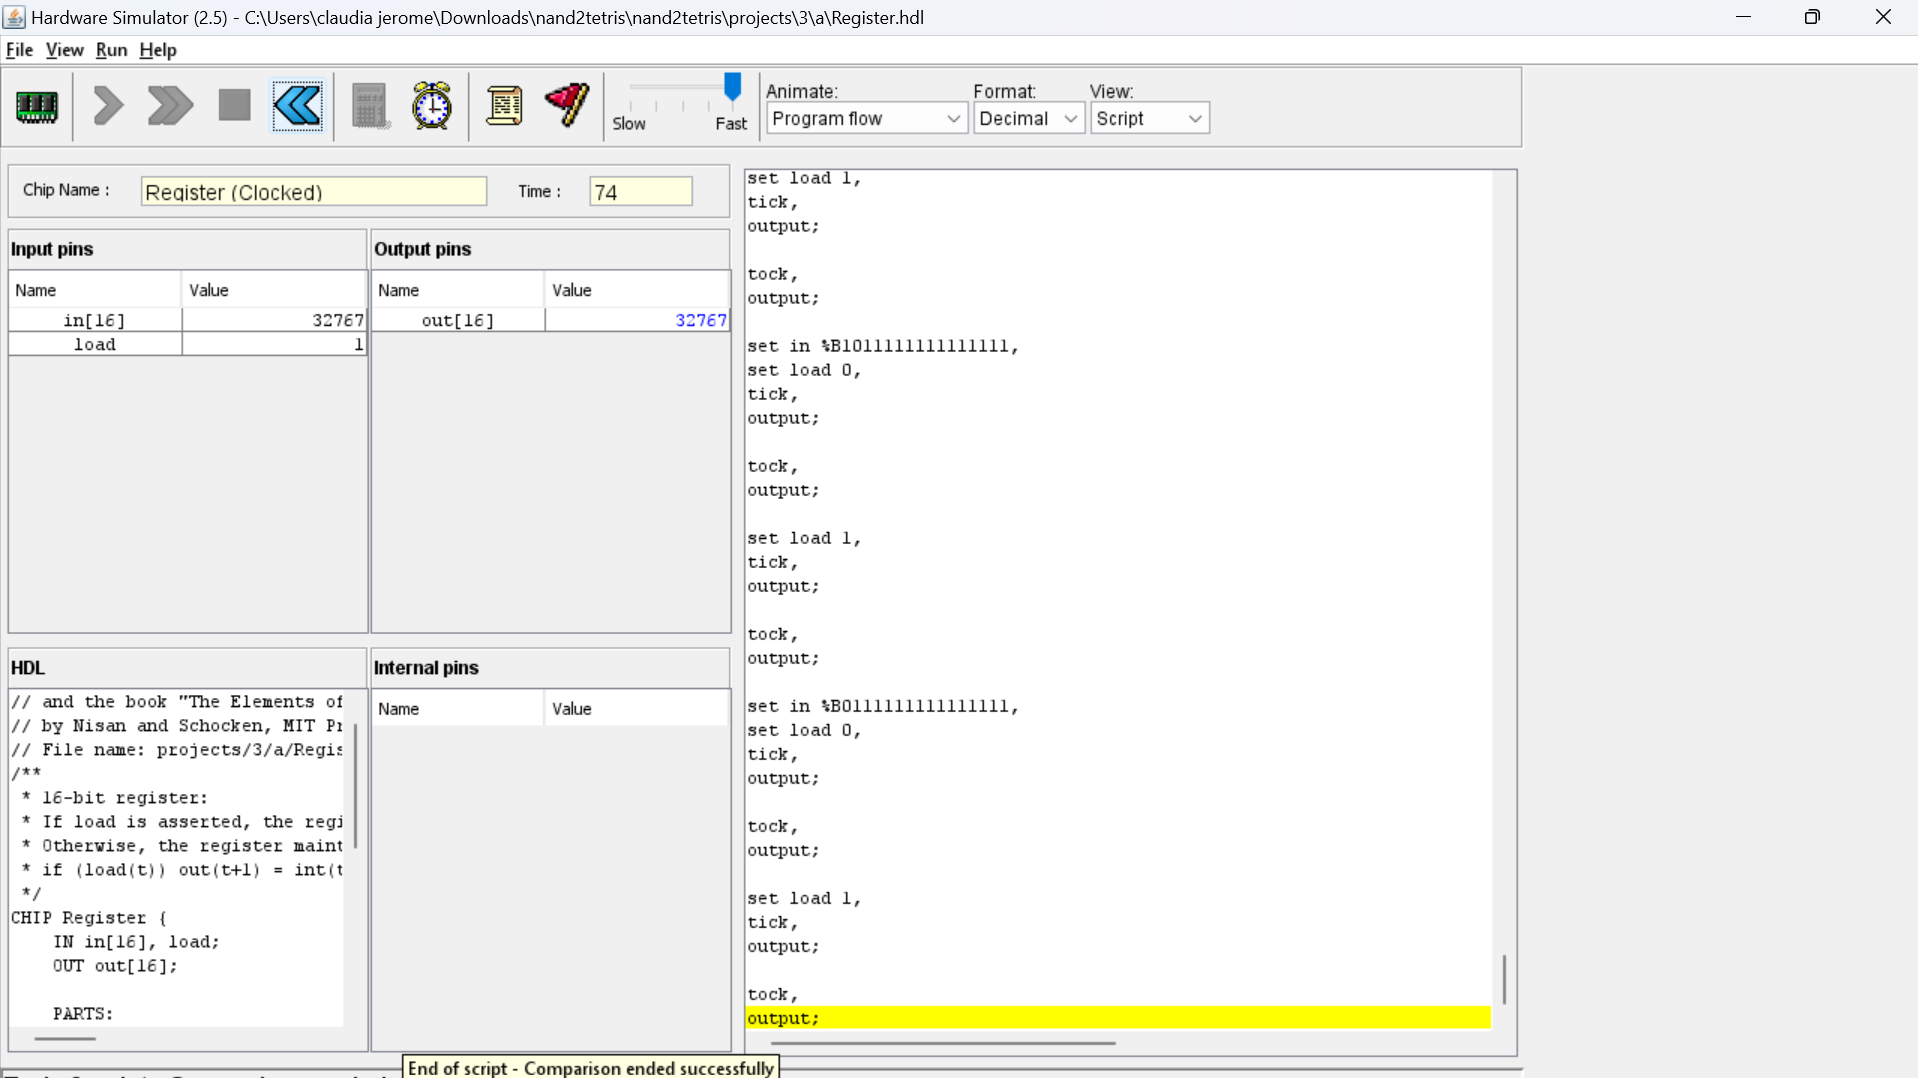 Hardware Simulator (2.5) - C:\Users\claudia jerome\Downloads\nand2tetris\nand2tetris\projects\3\a\Register.hdl
File View Run Help
Slow Fast
Animate: Format: View:
Program flow Decimal Script
Chip Name : Register (Clocked) Time : 74
Input pins
Name Value
in[16] 32767
load 1
Output pins
Name Value
out[16] 32767
HDL
// and the book "The Elements of
// by Nisan and Schocken, MIT Pr
// File name: projects/3/a/Regis
/**
* 16-bit register:
* If load is asserted, the regi
* Otherwise, the register maint
* if (load(t)) out(t+1) = int(t
*/
CHIP Register {
IN in[16], load;
OUT out[16];
PARTS:
Internal pins
Name Value
set load 1,
tick,
output;
tock,
output;
set in %B1011111111111111,
set load 0,
tick,
output;
tock,
output;
set load 1,
tick,
output;
tock,
output;
set in %B0111111111111111,
set load 0,
tick,
output;
tock,
output;
set load 1,
tick,
output;
tock,
output;
End of script - Comparison ended successfully